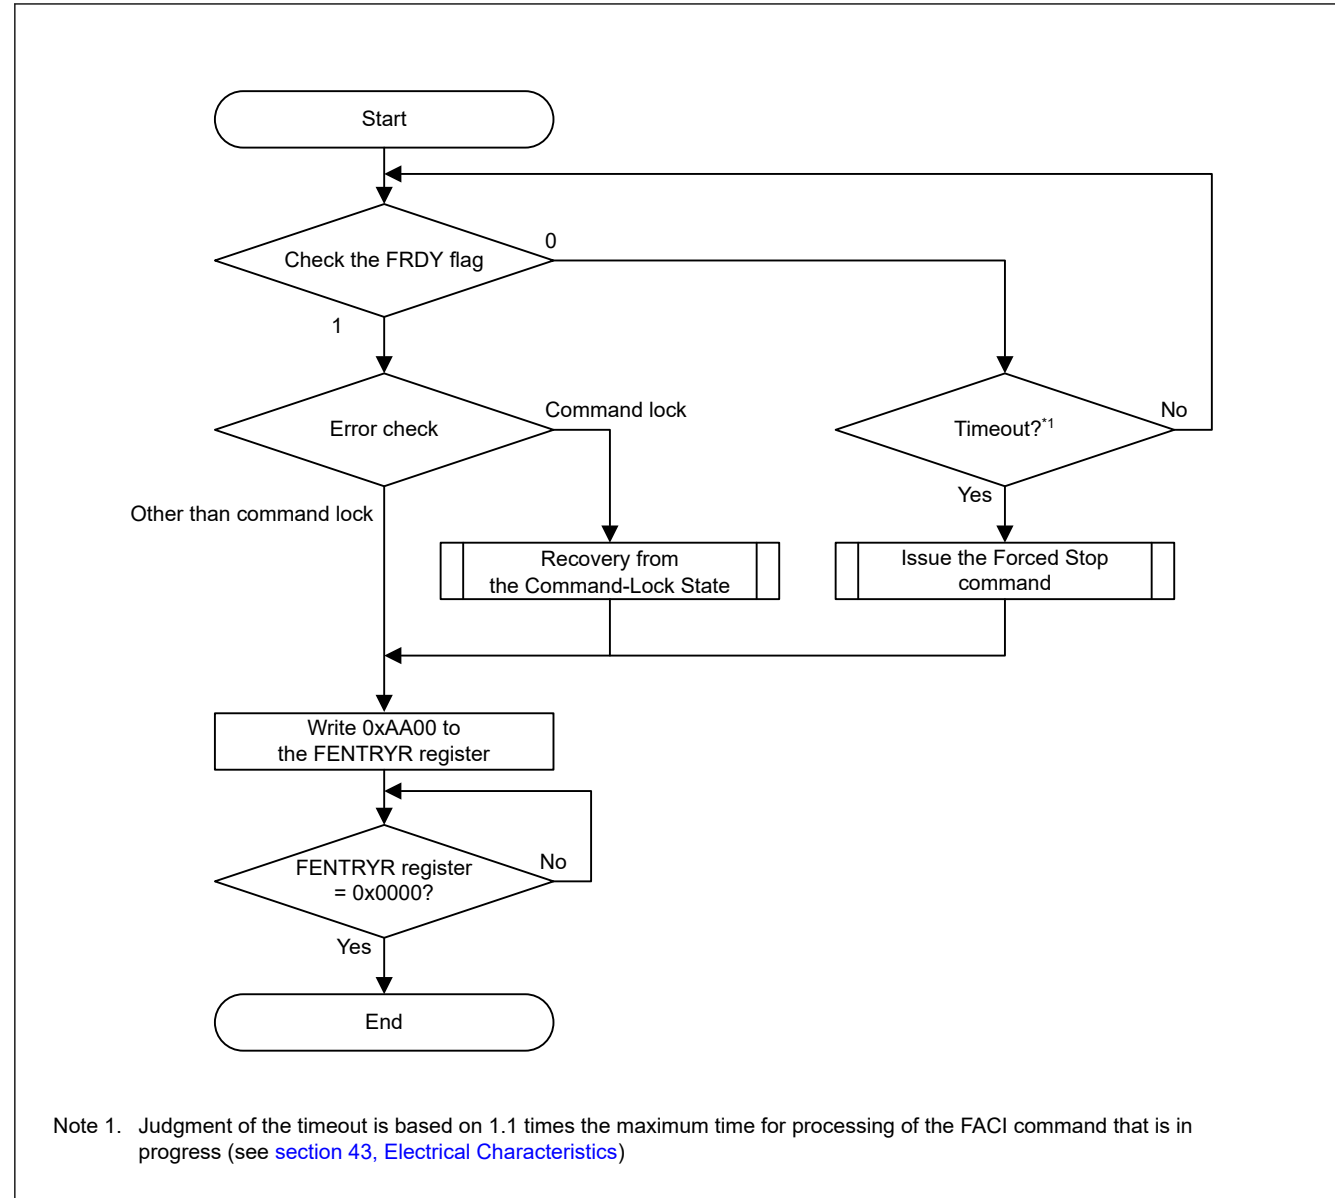 Start
Check the FRDY flag
0
1
Error check
Command lock
Timeout?*1
No
Other than command lock
Yes
Recovery from
the Command-Lock State
Issue the Forced Stop
command
Write 0xAA00 to
the FENTRYR register
FENTRYR register
= 0x0000?
No
Yes
End
Note 1. Judgment of the timeout is based on 1.1 times the maximum time for processing of the FACI command that is in
progress (see section 43, Electrical Characteristics)